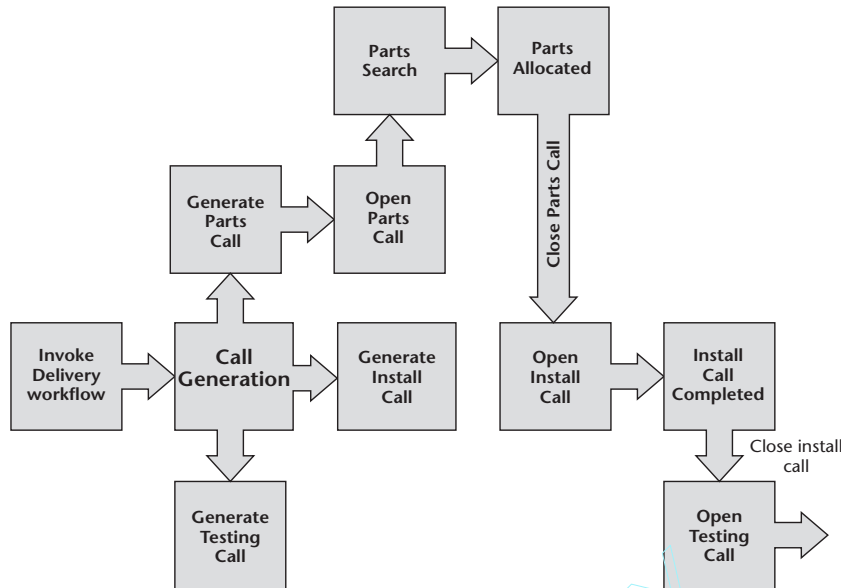 Parts
Search
Parts
Allocated
Generate
Parts
Call
Open
Parts
Call
Close Parts Call
Invoke
Delivery
workflow
Call
Generation
Generate
Install
Call
Open
Install
Call
Install
Call
Completed
Close install
call
Generate
Testing
Call
Open
Testing
Call